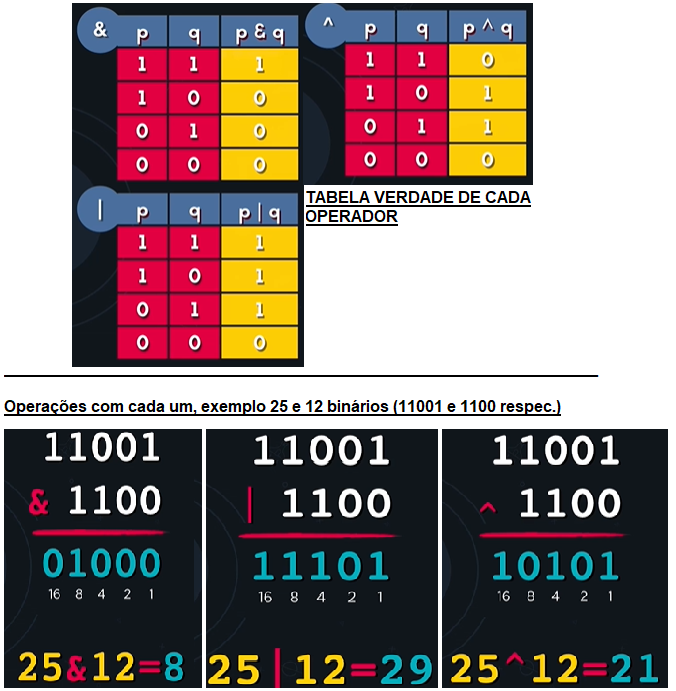 & p q p & q
1 1 1
1 0 0
0 1 0
0 0 0
^ p q p ^ q
1 1 0
1 0 1
0 1 1
0 0 0
TABELA VERDADE DE CADA
OPERADOR
| p q p | q
1 1 1
1 0 1
0 1 1
0 0 0
Operações com cada um, exemplo 25 e 12 binários (11001 e 1100 respec.)
11001
& 1100
01000
16 8 4 2 1
25&12=8
11001
| 1100
11101
16 8 4 2 1
25|12=29
11001
^ 1100
10101
16 8 4 2 1
25^12=21